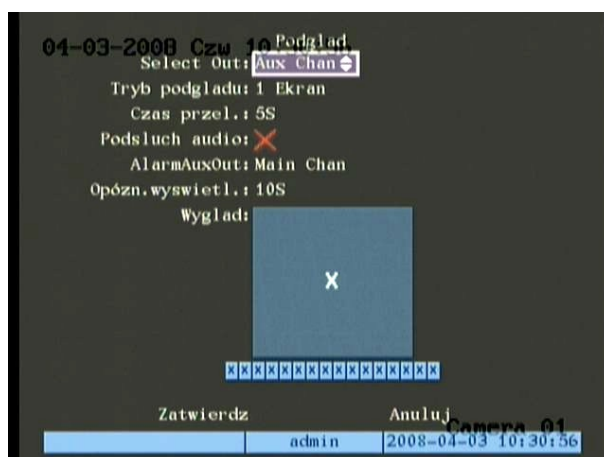 Podglad
04-03-2008 Czw
Select Out: Aux Chan
Tryb podgladu: 1 Ekran
Czas przel.: 5S
Podsluch audio:
AlarmAuxOut: Main Chan
Opózn.wyswietl.: 10S
Wyglad:
X
X X X X X X X X X X X X X X X X
Zatwierdz Anuluj
Camera 01
admin 2008-04-03 10:30:56